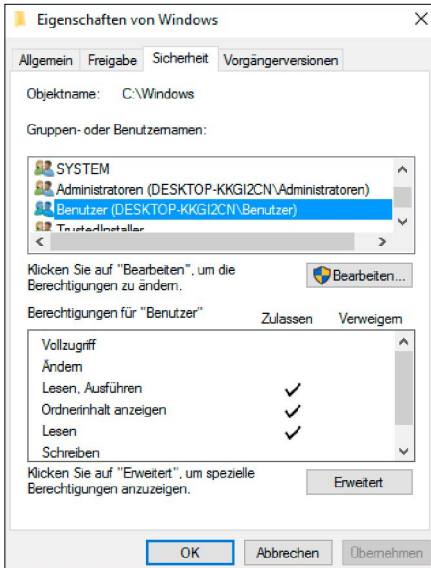 Eigenschaften von Windows
Allgemein Freigabe Sicherheit Vorgängerversionen
Objektname: C:\Windows
Gruppen- oder Benutzernamen:
SYSTEM
Administratoren (DESKTOP-KKGI2CN\Administratoren)
Benutzer (DESKTOP-KKGI2CN\Benutzer)
TrustedInstaller
Klicken Sie auf "Bearbeiten", um die
Berechtigungen zu ändern.
Bearbeiten...
Berechtigungen für "Benutzer" Zulassen Verweigern
Vollzugriff
Ändern
Lesen, Ausführen
Ordnerinhalt anzeigen
Lesen
Schreiben
Klicken Sie auf "Erweitert", um spezielle
Berechtigungen anzuzeigen.
Erweitert
OK Abbrechen Übernehmen